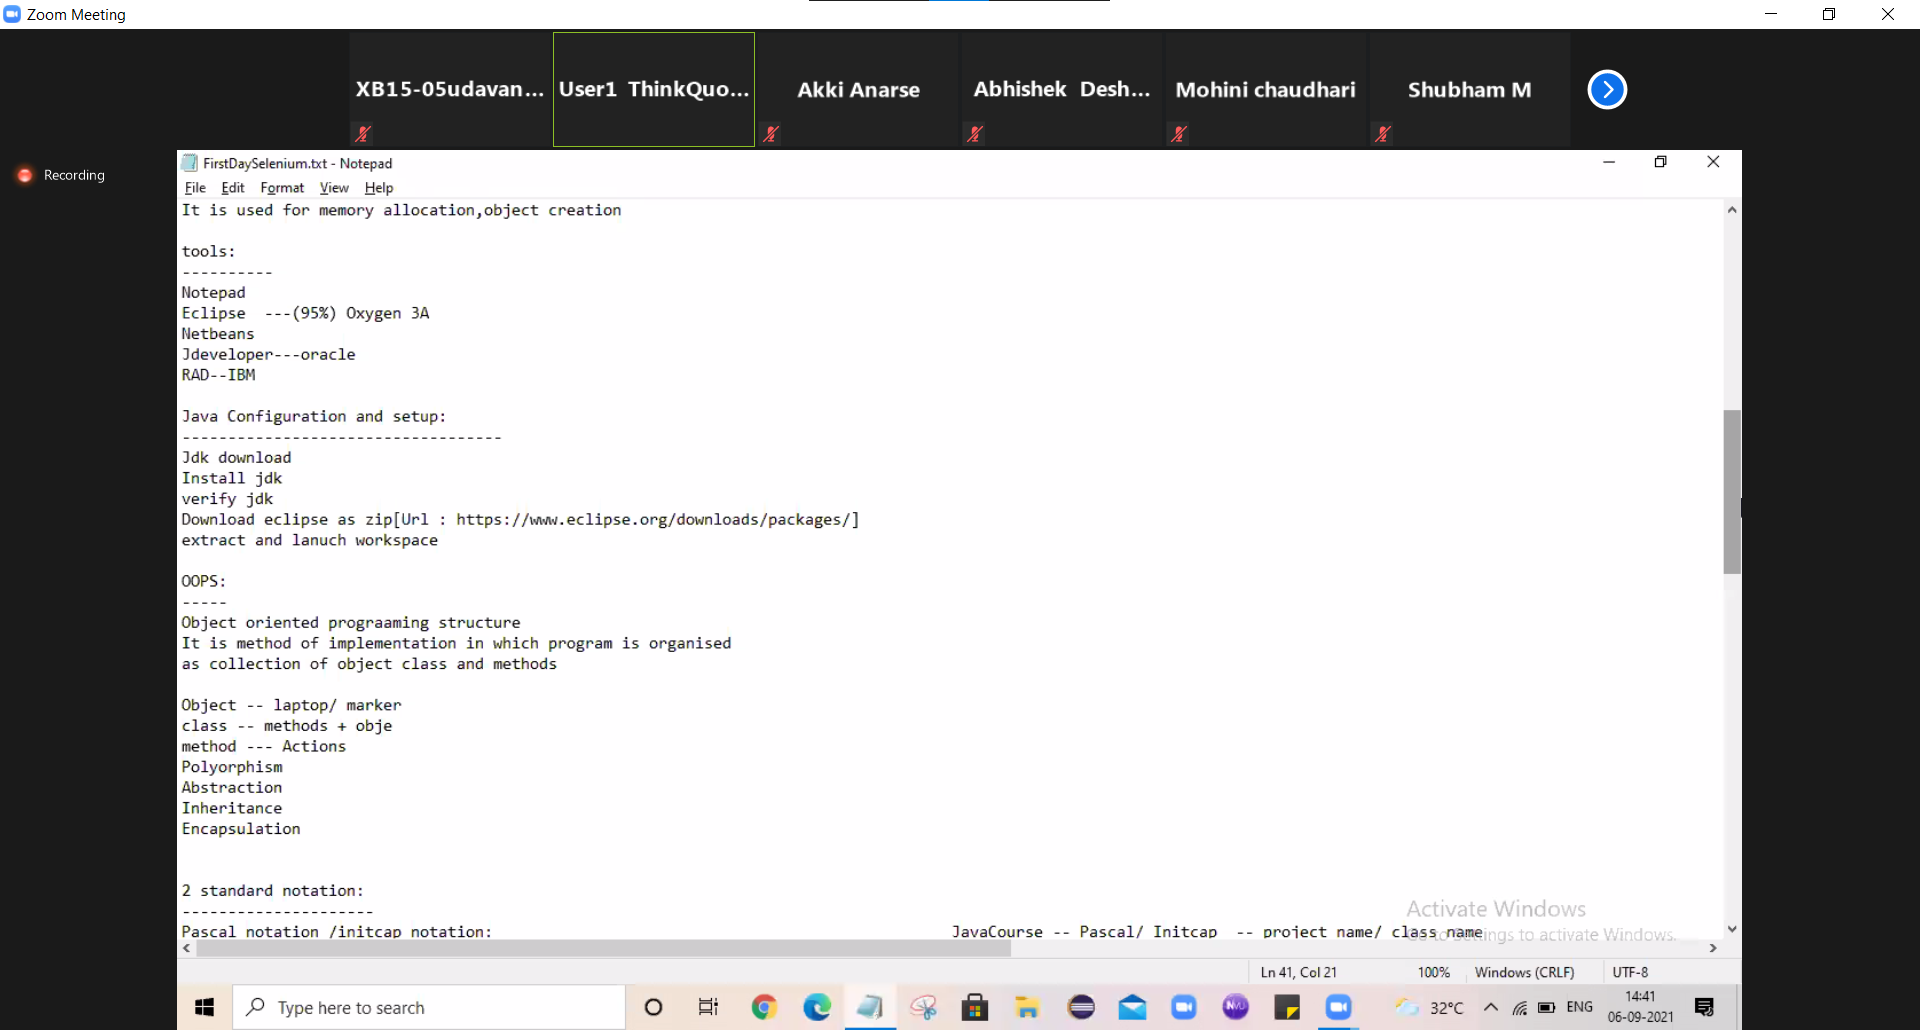 Zoom Meeting
XB15-05udavan...
User1 ThinkQuo...
Akki Anarse
Abhishek Desh...
Mohini chaudhari
Shubham M
Recording
FirstDaySelenium.txt - Notepad
File Edit Format View Help
It is used for memory allocation,object creation
tools:
----------
Notepad
Eclipse ---(95%) Oxygen 3A
Netbeans
Jdeveloper---oracle
RAD--IBM
Java Configuration and setup:
-----------------------------------
Jdk download
Install jdk
verify jdk
Download eclipse as zip[Url : https://www.eclipse.org/downloads/packages/]
extract and lanuch workspace
OOPS:
-----
Object oriented prograaming structure
It is method of implementation in which program is organised
as collection of object class and methods
Object -- laptop/ marker
class -- methods + obje
method --- Actions
Polyorphism
Abstraction
Inheritance
Encapsulation
2 standard notation:
---------------------
Pascal notation /initcap notation: JavaCourse -- Pascal/ Initcap -- project name/ class name
Activate Windows
Go to Settings to activate Windows.
Ln 41, Col 21 100% Windows (CRLF) UTF-8
Type here to search
NVU
32°C
ENG
14:41
06-09-2021